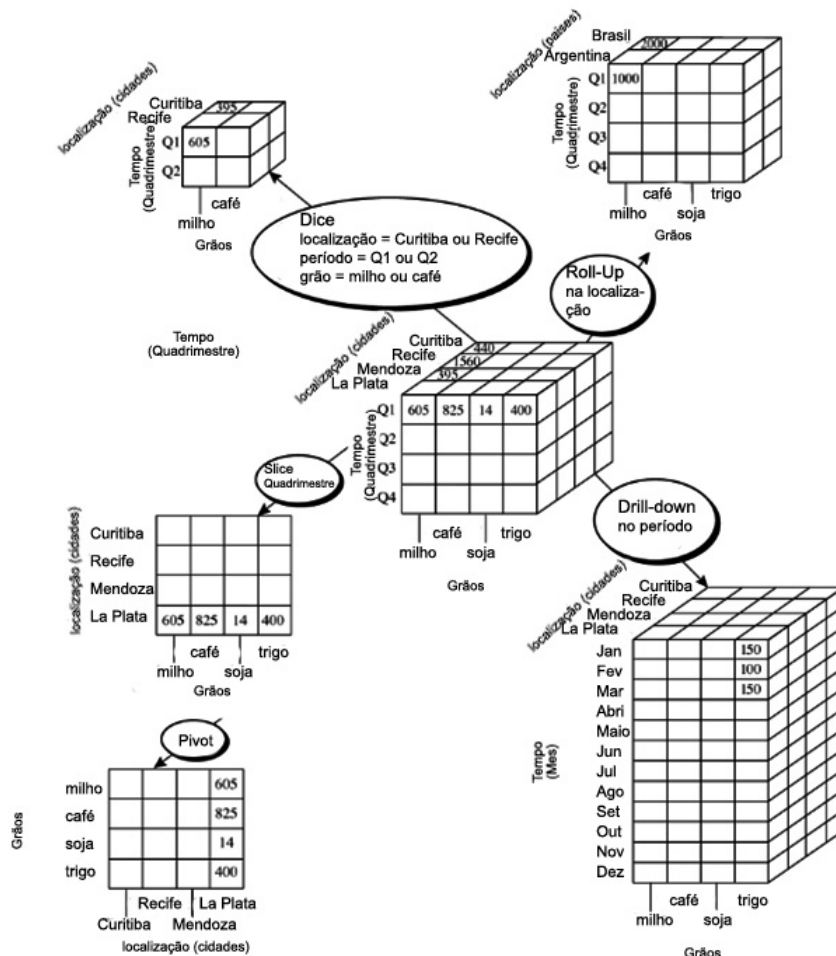 localização (cidades)
Curitiba
Recife
395
Tempo
(Quadrimestre)
Q1
605
Q2
milho
café
Grãos
localização (paises)
Brasil
Argentina
2000
Tempo
(Quadrimestre)
Q1
1000
Q2
Q3
Q4
milho
café
soja
trigo
Grãos
Dice
localização = Curitiba ou Recife
período = Q1 ou Q2
grão = milho ou café
Roll-Up
na localiza-
ção
Tempo
(Quadrimestre)
localização (cidades)
Curitiba
Recife
Mendoza
La Plata
440
1560
395
Tempo
(Quadrimestre)
Q1
605 825 14 400
Q2
Q3
Q4
milho
café
soja
trigo
Grãos
Slice
Quadrimestre
localização (cidades)
Curitiba
Recife
Mendoza
La Plata
605 825 14 400
milho
café
soja
trigo
Grãos
Drill-down
no período
localização (cidades)
Curitiba
Recife
Mendoza
La Plata
Tempo
(Mes)
Jan 150
Fev 100
Mar 150
Abri
Maio
Jun
Jul
Ago
Set
Out
Nov
Dez
milho
café
soja
trigo
Grãos
Pivot
Grãos
milho 605
café 825
soja 14
trigo 400
Curitiba
Recife
Mendoza
La Plata
localização (cidades)